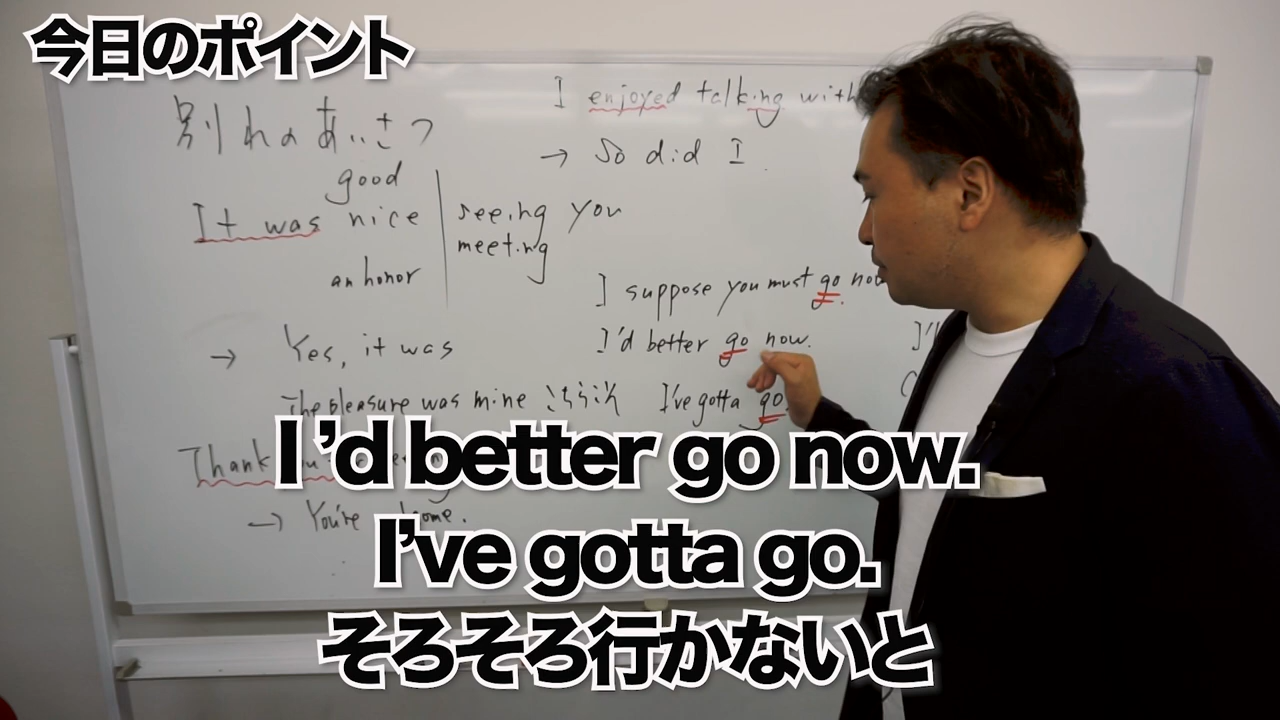 今日のポイント
別れのあいさつ
I enjoyed talking with
→ So did I
good
It was nice
seeing you
meeting
an honor
I suppose you must go now
→ Yes, it was
I'd better go now.
I'll
The pleasure was mine こちらこそ
I've gotta go.
Thank
→ You're
I 'd better go now.
I've gotta go.
そろそろ行かないと